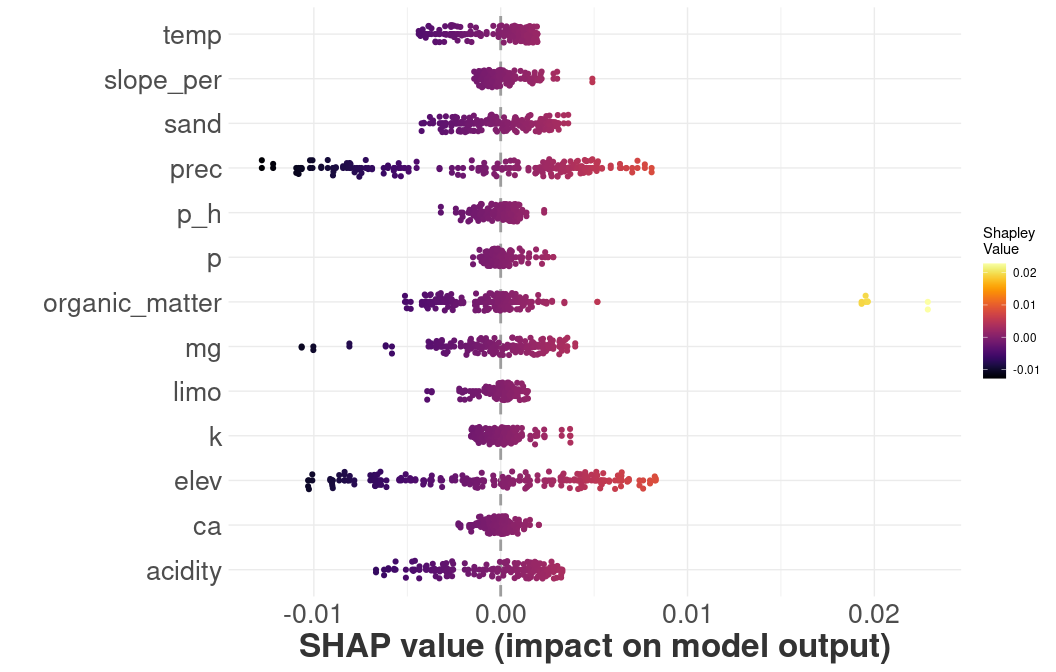 temp
slope_per
sand
prec
p_h
p
organic_matter
mg
limo
k
elev
ca
acidity
-0.01 0.00 0.01 0.02
SHAP value (impact on model output)
Shapley
Value
0.02
0.01
0.00
-0.01